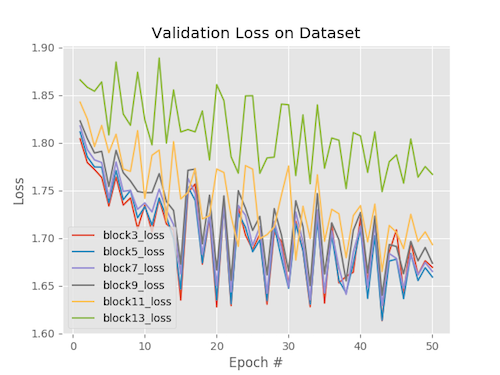 Validation Loss on Dataset
1.90
1.85
1.80
1.75
1.70
1.65
1.60
Loss
block3_loss
block5_loss
block7_loss
block9_loss
block11_loss
block13_loss
0 10 20 30 40 50
Epoch #